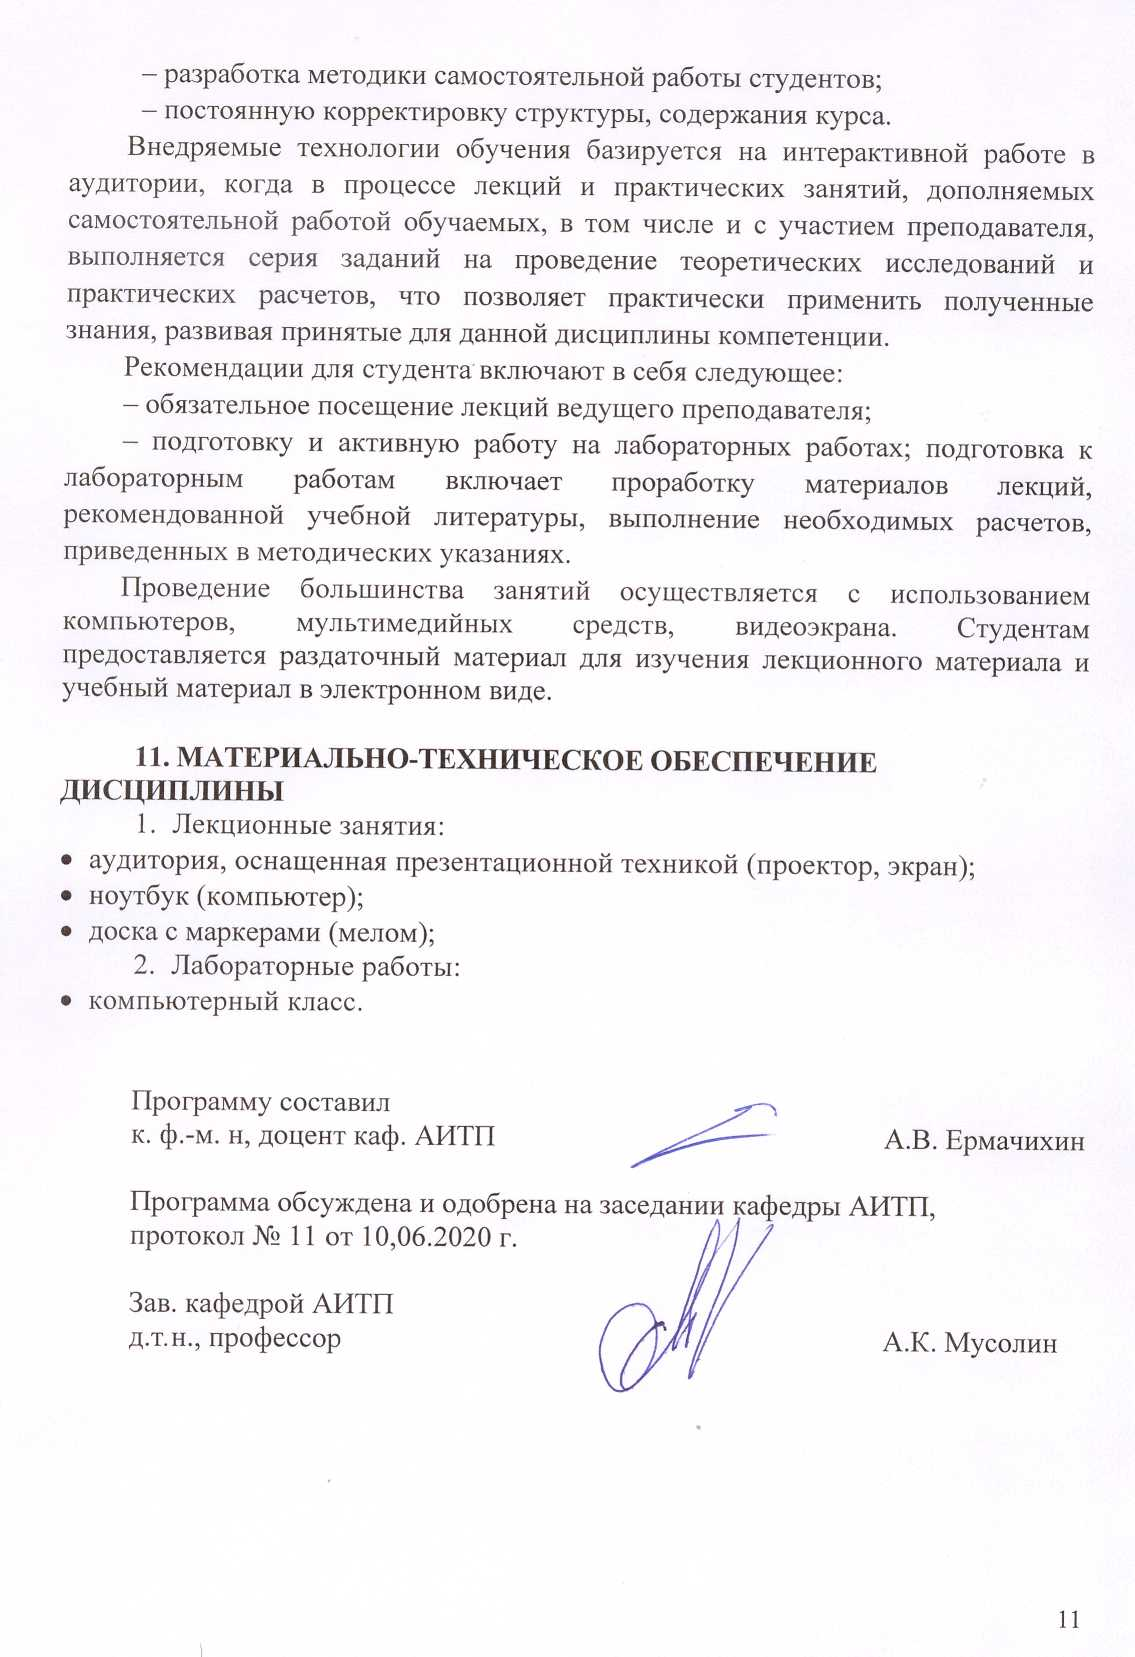 – разработка методики самостоятельной работы студентов;
– постоянную корректировку структуры, содержания курса.
Внедряемые технологии обучения базируется на интерактивной работе в
аудитории, когда в процессе лекций и практических занятий, дополняемых
самостоятельной работой обучаемых, в том числе и с участием преподавателя,
выполняется серия заданий на проведение теоретических исследований и
практических расчетов, что позволяет практически применить полученные
знания, развивая принятые для данной дисциплины компетенции.
Рекомендации для студента включают в себя следующее:
– обязательное посещение лекций ведущего преподавателя;
– подготовку и активную работу на лабораторных работах; подготовка к
лабораторным работам включает проработку материалов лекций,
рекомендованной учебной литературы, выполнение необходимых расчетов,
приведенных в методических указаниях.
Проведение большинства занятий осуществляется с использованием
компьютеров, мультимедийных средств, видеоэкрана. Студентам
предоставляется раздаточный материал для изучения лекционного материала и
учебный материал в электронном виде.
11. МАТЕРИАЛЬНО-ТЕХНИЧЕСКОЕ ОБЕСПЕЧЕНИЕ
ДИСЦИПЛИНЫ
1. Лекционные занятия:
• аудитория, оснащенная презентационной техникой (проектор, экран);
• ноутбук (компьютер);
• доска с маркерами (мелом);
2. Лабораторные работы:
• компьютерный класс.
Программу составил
к. ф.-м. н, доцент каф. АИТП А.В. Ермачихин
Программа обсуждена и одобрена на заседании кафедры АИТП,
протокол № 11 от 10,06.2020 г.
Зав. кафедрой АИТП
д.т.н., профессор А.К. Мусолин
11